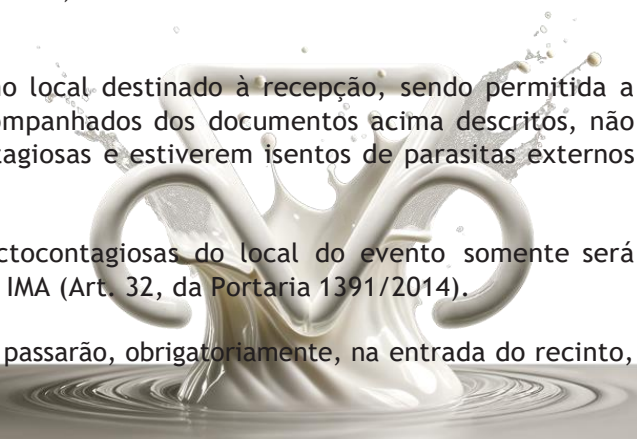 no local destinado à recepção, sendo permitida a
ompanhados dos documentos acima descritos, não
tagiosas e estiverem isentos de parasitas externos
ctocontagiosas do local do evento somente será
IMA (Art. 32, da Portaria 1391/2014).
passarão, obrigatoriamente, na entrada do recinto,